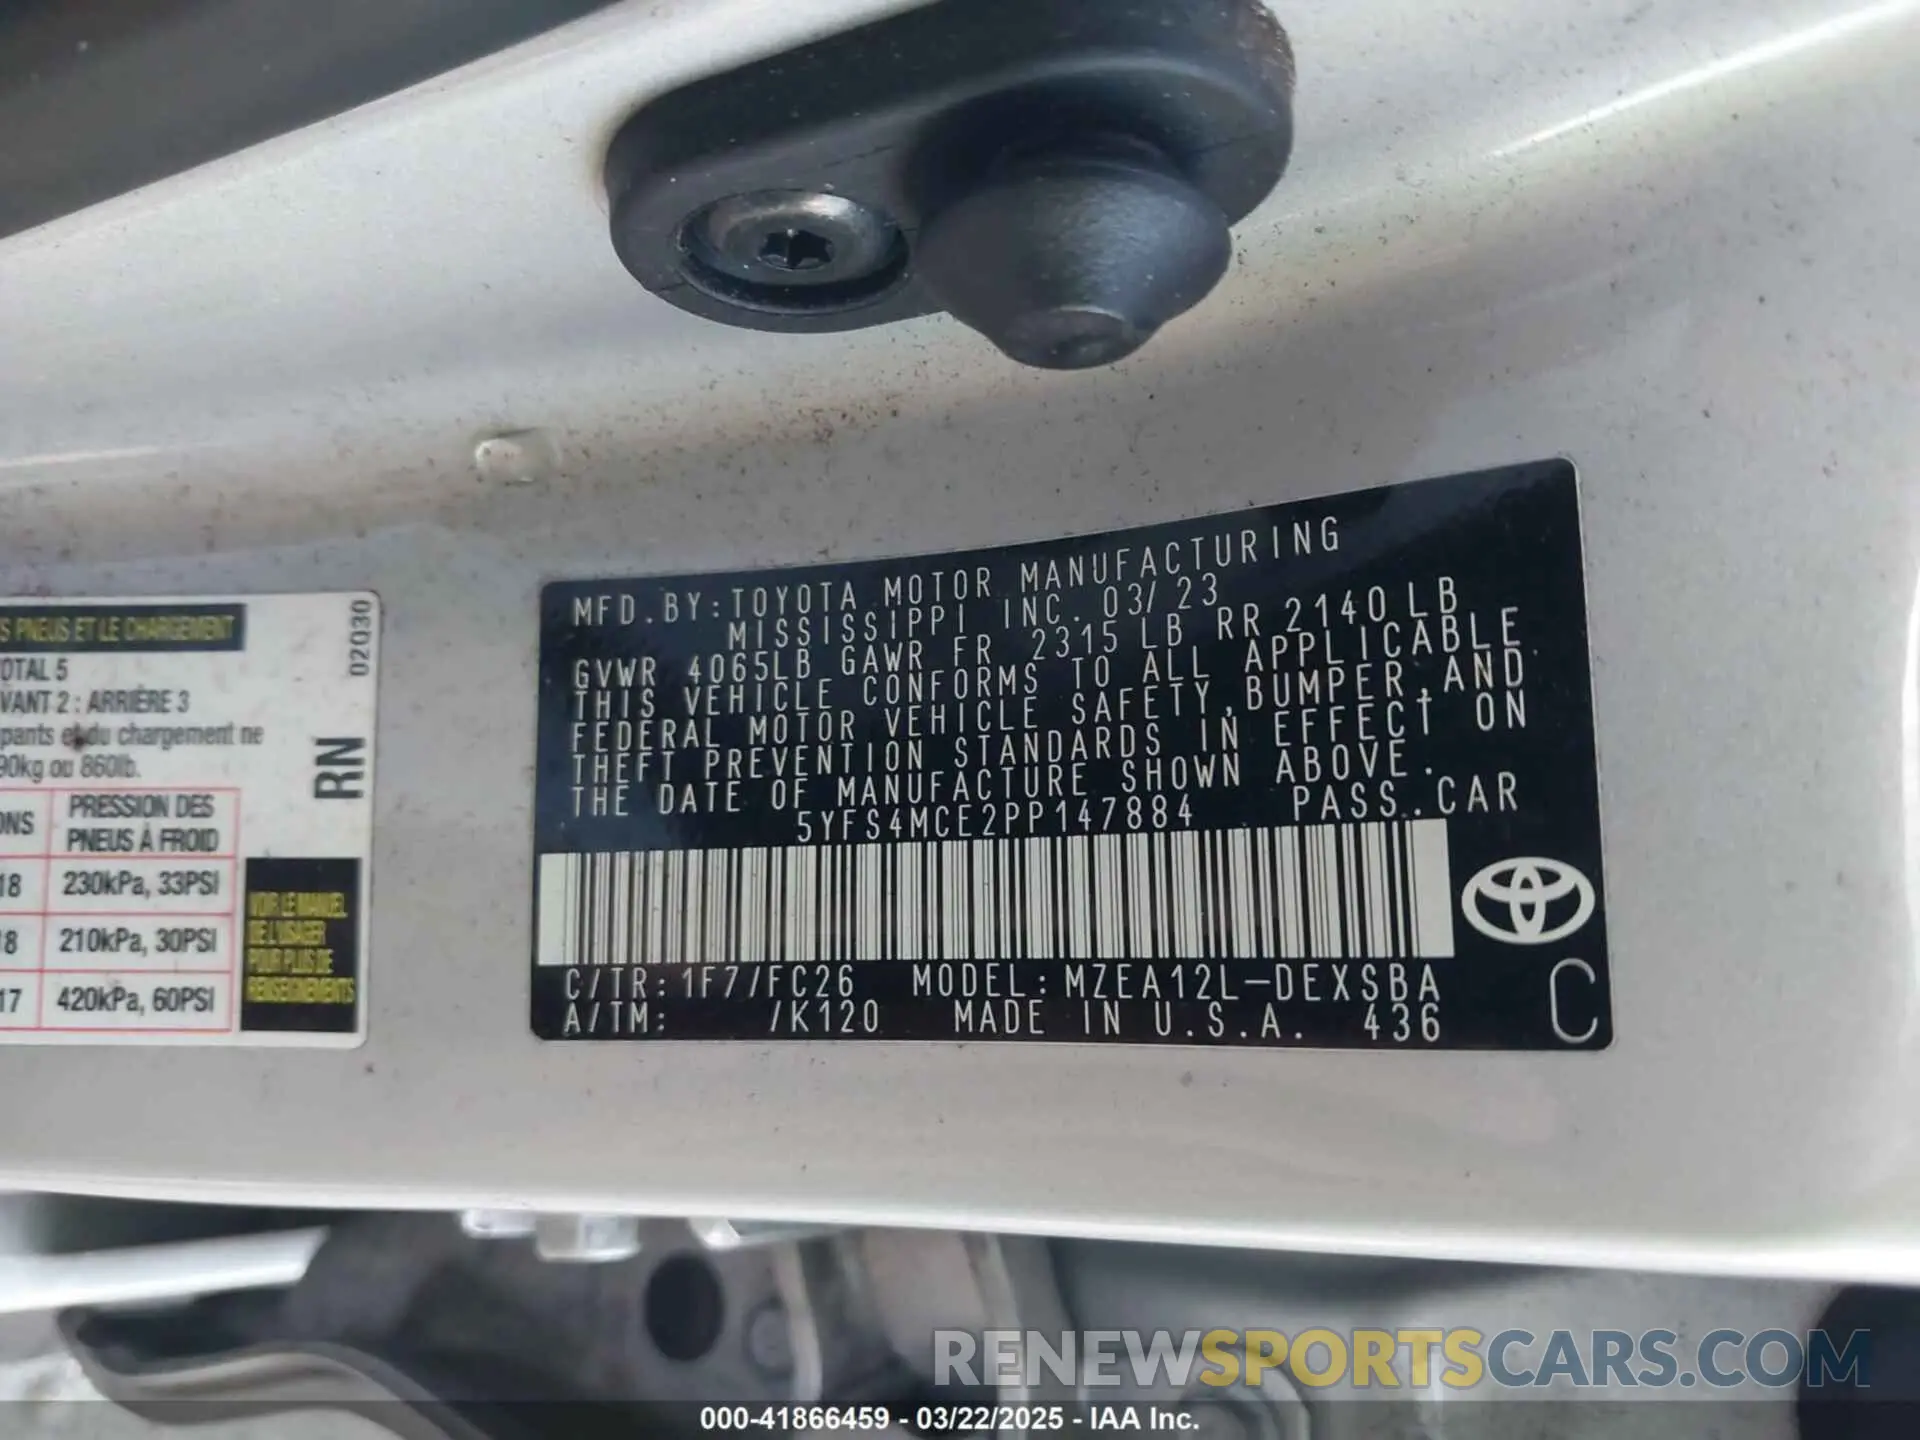 S PNEUS ET LE CHARGEMENT
02Q30
OTAL 5
VANT 2 : ARRIÈRE 3
pants et du chargement ne
90kg ou 860lb.
RN
ONS PRESSION DES
PNEUS À FROID
18 230kPa, 33PSI
18 210kPa, 30PSI
17 420kPa, 60PSI
VOIR LE MANUEL
DE L'USAGER
POUR PLUS DE
RENSEIGNEMENTS
MFD.BY:TOYOTA MOTOR MANUFACTURING
MISSISSIPPI INC. 03/23
GVWR 4065LB GAWR FR 2315LB RR 2140LB
THIS VEHICLE CONFORMS TO ALL APPLICABLE
FEDERAL MOTOR VEHICLE SAFETY,BUMPER,AND
THEFT PREVENTION STANDARDS IN EFFECT ON
THE DATE OF MANUFACTURE SHOWN ABOVE.
5YFS4MCE2PP147884 PASS.CAR
C/TR:1F7/FC26 MODEL:MZEA12L-DEXSBA
A/TM: /K120 MADE IN U.S.A. 436
C
RENEWSPORTSCARS.COM
000-41866459 - 03/22/2025 - IAA Inc.